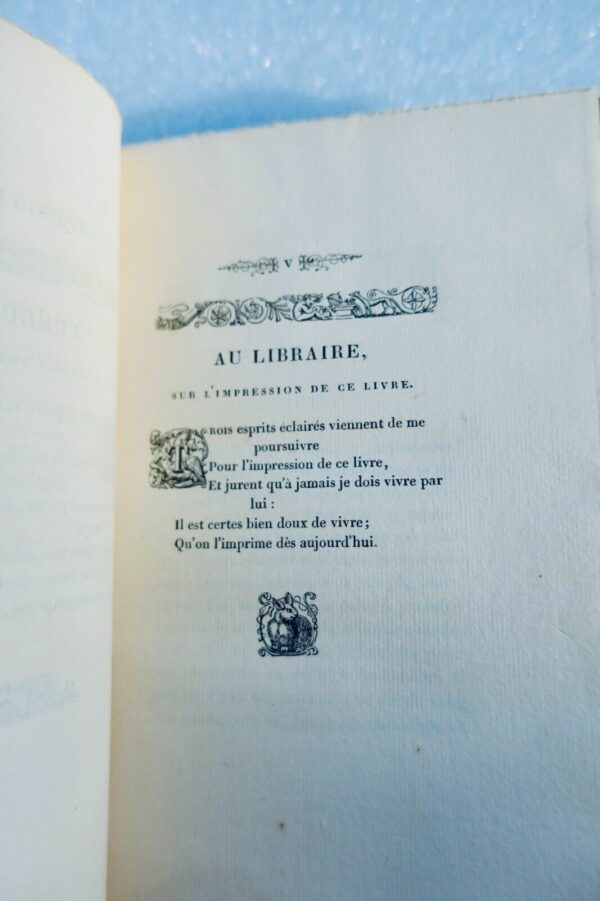 V
AU LIBRAIRE,
SUR L'IMPRESSION DE CE LIVRE.
TROIS esprits éclairés viennent de me
poursuivre
Pour l'impression de ce livre,
Et jurent qu'à jamais je dois vivre par
lui :
Il est certes bien doux de vivre;
Qu'on l'imprime dès aujourd'hui.